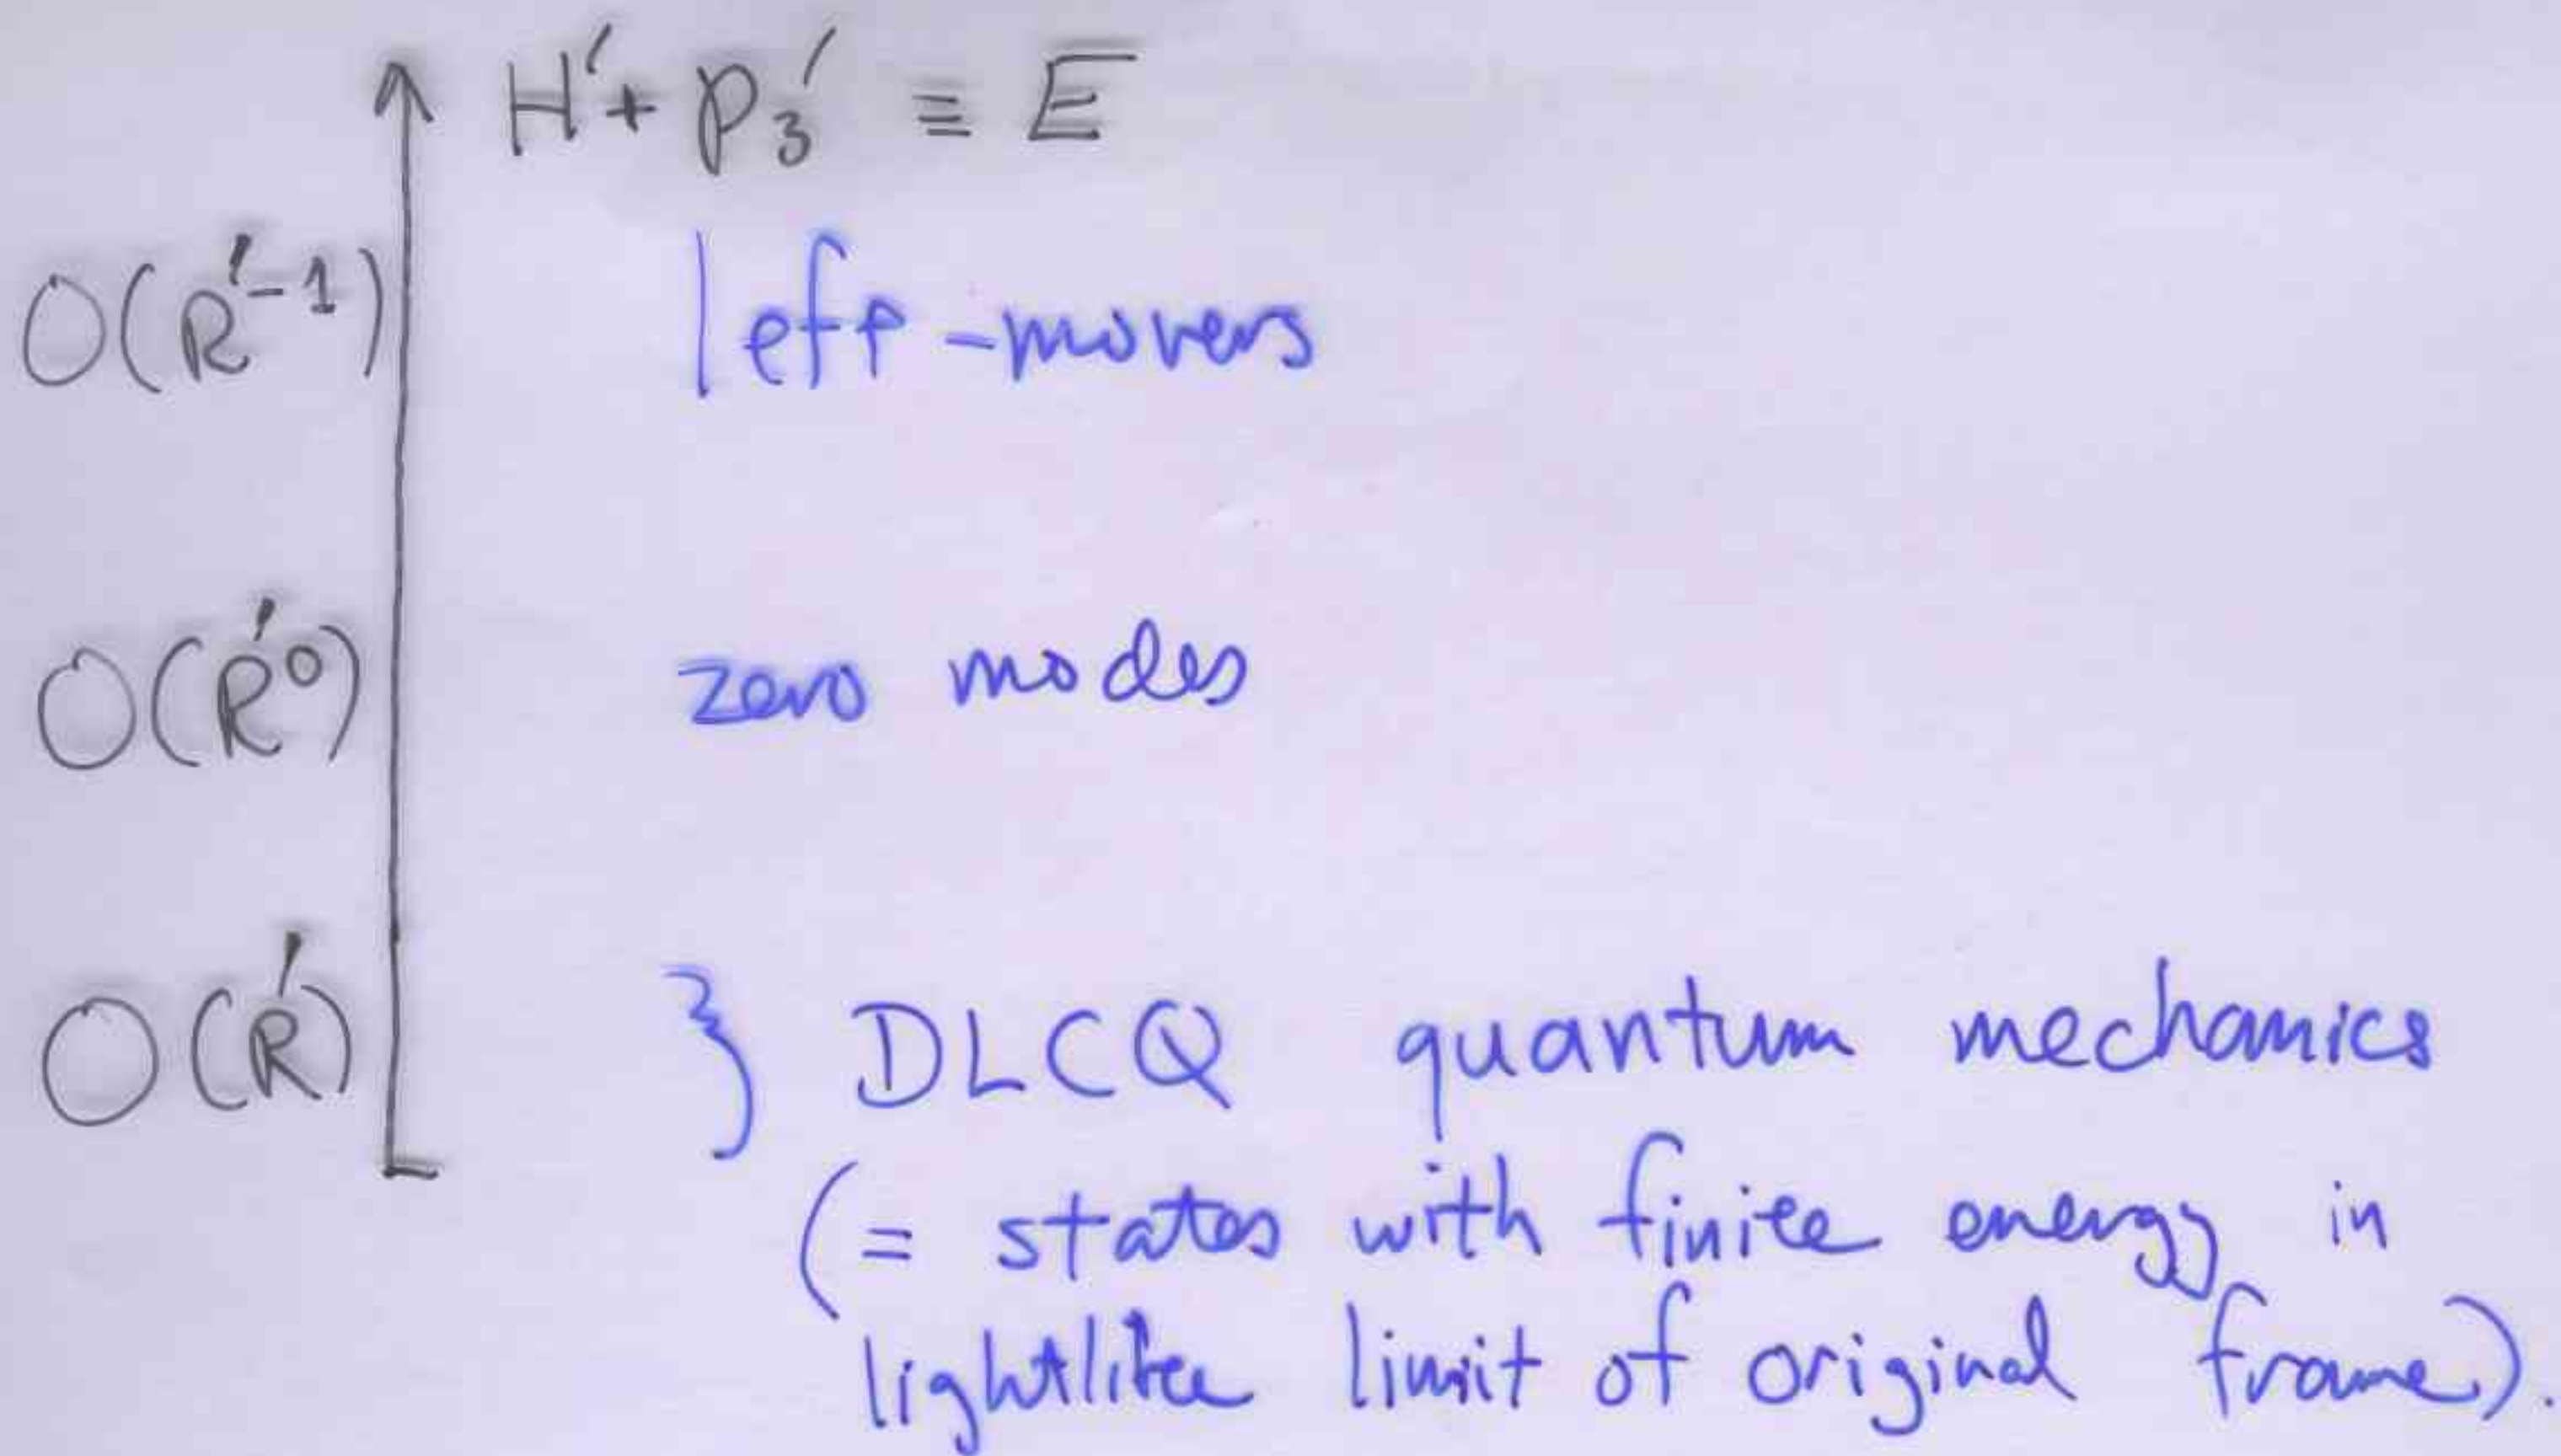 H' + p₃' ≡ E
O(R'⁻¹) left-movers
O(R'⁰) zero modes
O(R') } DLCQ quantum mechanics
(= states with finite energy in
lightlike limit of original frame).